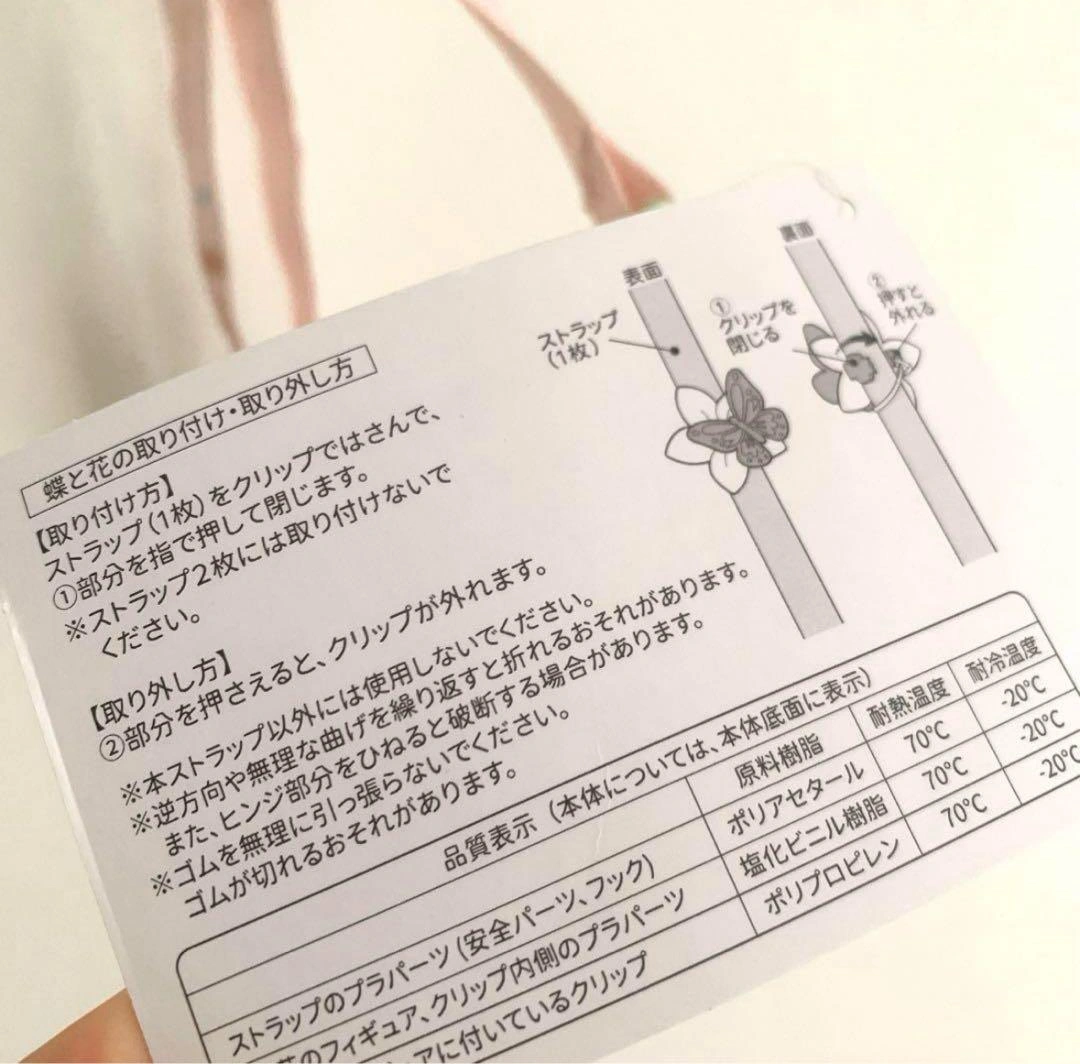 蝶と花の取り付け・取り外し方
【取り付け方】
ストラップ（1枚）をクリップではさんで、
①部分を指で押して閉じます。
※ストラップ2枚には取り付けないで
ください。
【取り外し方】
②部分を押さえると、クリップが外れます。
※本ストラップ以外には使用しないでください。
※逆方向や無理な曲げを繰り返すと折れるおそれがあります。
また、ヒンジ部分をひねると破断する場合があります。
※ゴムを無理に引っ張らないでください。
ゴムが切れるおそれがあります。
表面
ストラップ
（1枚）
裏面
①
クリップを
閉じる
②
押すと
外れる
品質表示（本体については、本体底面に表示）
原料樹脂 耐熱温度 耐冷温度
ストラップのプラパーツ（安全パーツ、フック） ポリアセタール 70℃ -20℃
花のフィギュア、クリップ内側のプラパーツ 塩化ビニル樹脂 70℃ -20℃
アに付いているクリップ ポリプロピレン 70℃ -20℃